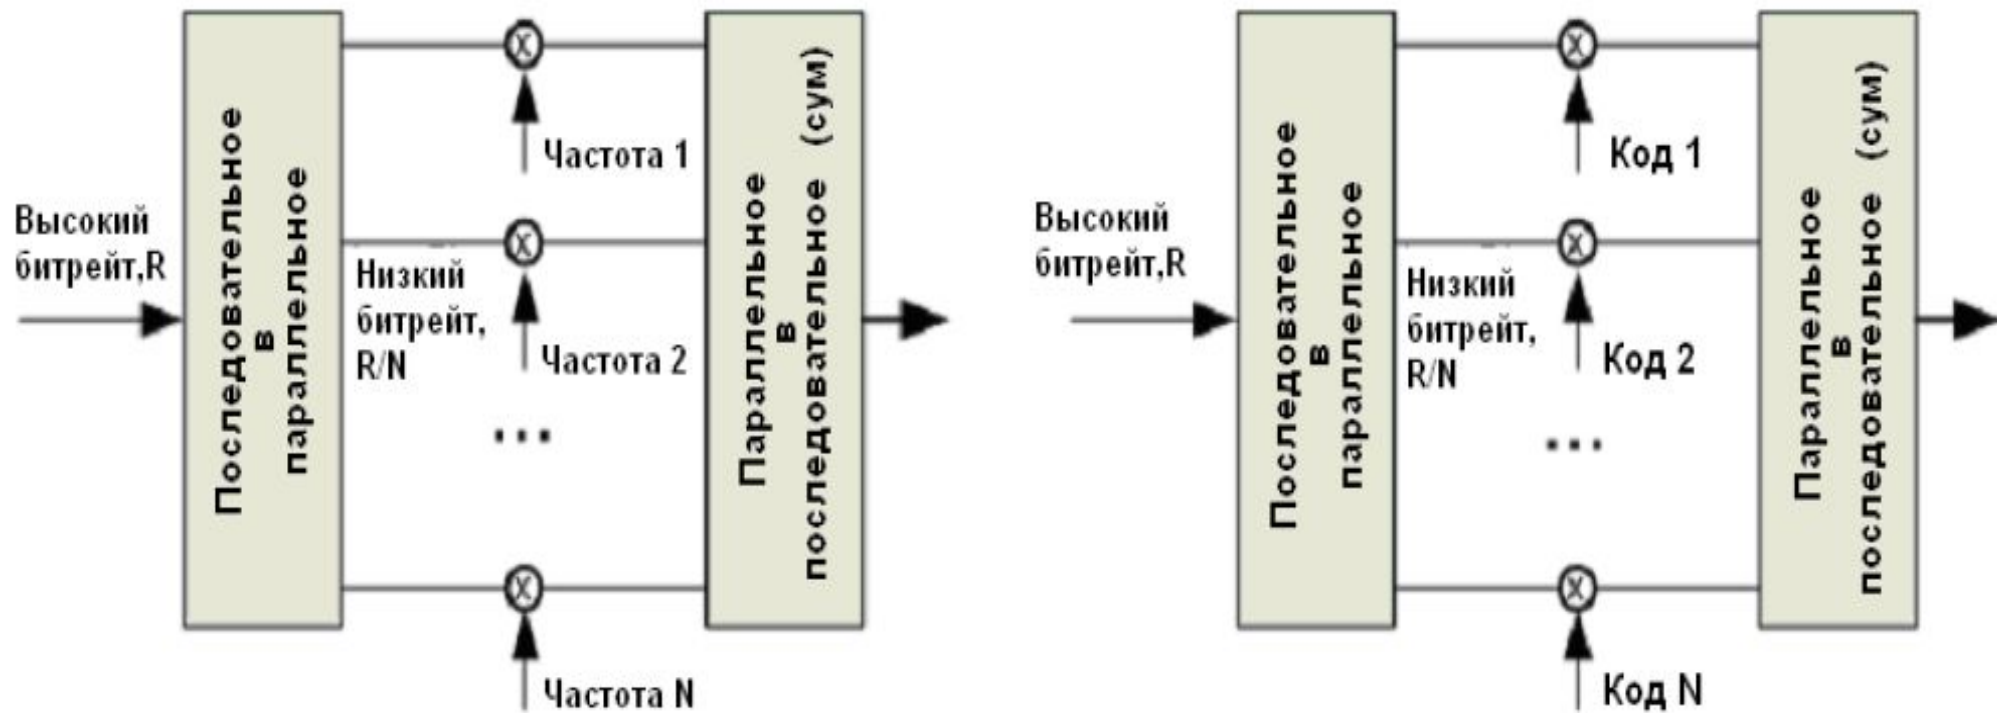 Высокий
битрейт,R
Последовательное
в
параллельное
Частота 1
Низкий
битрейт,
R/N
Частота 2
...
Частота N
Параллельное
в
последовательное (сум)
Высокий
битрейт,R
Последовательное
в
параллельное
Код 1
Низкий
битрейт,
R/N
Код 2
...
Код N
Параллельное
в
последовательное (сум)